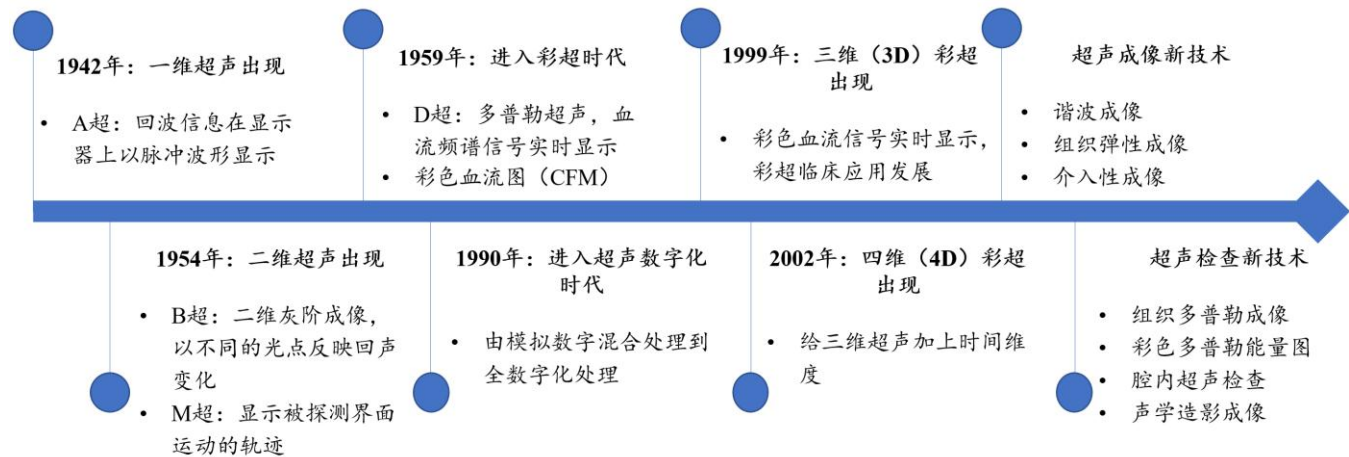 1942年：一维超声出现
• A超：回波信息在显示
器上以脉冲波形显示
1959年：进入彩超时代
• D超：多普勒超声，血
流频谱信号实时显示
• 彩色血流图（CFM）
1999年：三维（3D）彩超
出现
• 彩色血流信号实时显示，
彩超临床应用发展
超声成像新技术
• 谐波成像
• 组织弹性成像
• 介入性成像
1954年：二维超声出现
• B超：二维灰阶成像，
以不同的光点反映回声
变化
• M超：显示被探测界面
运动的轨迹
1990年：进入超声数字化
时代
• 由模拟数字混合处理到
全数字化处理
2002年：四维（4D）彩超
出现
• 给三维超声加上时间维
度
超声检查新技术
• 组织多普勒成像
• 彩色多普勒能量图
• 腔内超声检查
• 声学造影成像